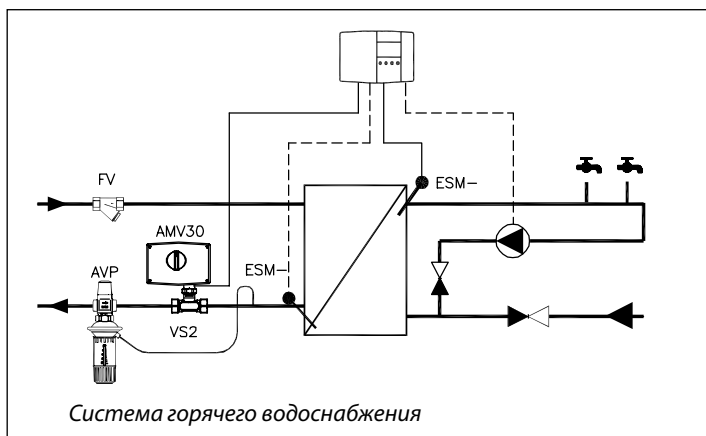 FV
ESM-
AMV30
AVP
ESM-
VS2
Система горячего водоснабжения